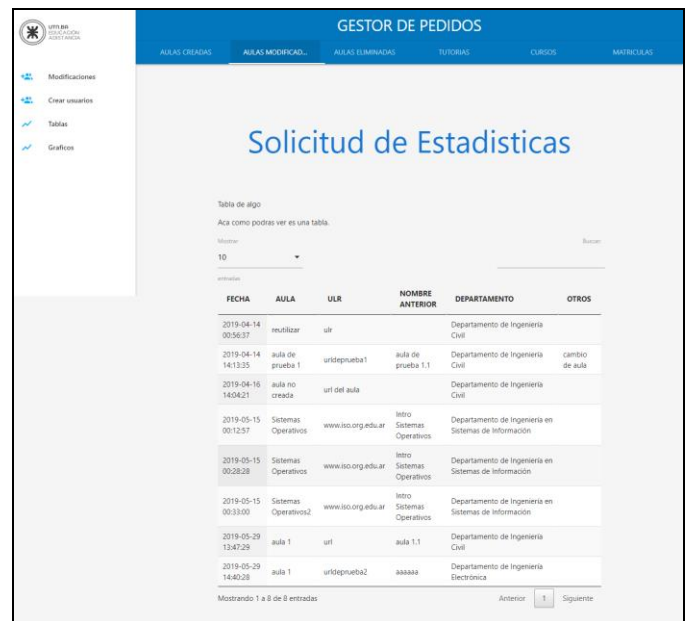 UTN.BA
EDUCACIÓN
A DISTANCIA
GESTOR DE PEDIDOS
AULAS CREADAS AULAS MODIFICAD... AULAS ELIMINADAS TUTORIAS CURSOS MATRICULAS
Modificaciones
Crear usuarios
Tablas
Graficos
Solicitud de Estadisticas
Tabla de algo
Aca como podras ver es una tabla.
Mostrar Buscar:
10
entradas
FECHA AULA ULR NOMBRE ANTERIOR DEPARTAMENTO OTROS
2019-04-14 00:56:37 reutilizar ulr Departamento de Ingeniería Civil
2019-04-14 14:13:35 aula de prueba 1 urldeprueba1 aula de prueba 1.1 Departamento de Ingeniería Civil cambio de aula
2019-04-16 14:04:21 aula no creada url del aula Departamento de Ingeniería Civil
2019-05-15 00:12:57 Sistemas Operativos www.iso.org.edu.ar Intro Sistemas Operativos Departamento de Ingeniería en Sistemas de Información
2019-05-15 00:28:28 Sistemas Operativos www.iso.org.edu.ar Intro Sistemas Operativos Departamento de Ingeniería en Sistemas de Información
2019-05-15 00:33:00 Sistemas Operativos2 www.iso.org.edu.ar Intro Sistemas Operativos Departamento de Ingeniería en Sistemas de Información
2019-05-29 13:47:29 aula 1 url aula 1.1 Departamento de Ingeniería Civil
2019-05-29 14:40:28 aula 1 urldeprueba2 aaaaaa Departamento de Ingeniería Electrónica
Mostrando 1 a 8 de 8 entradas Anterior 1 Siguiente